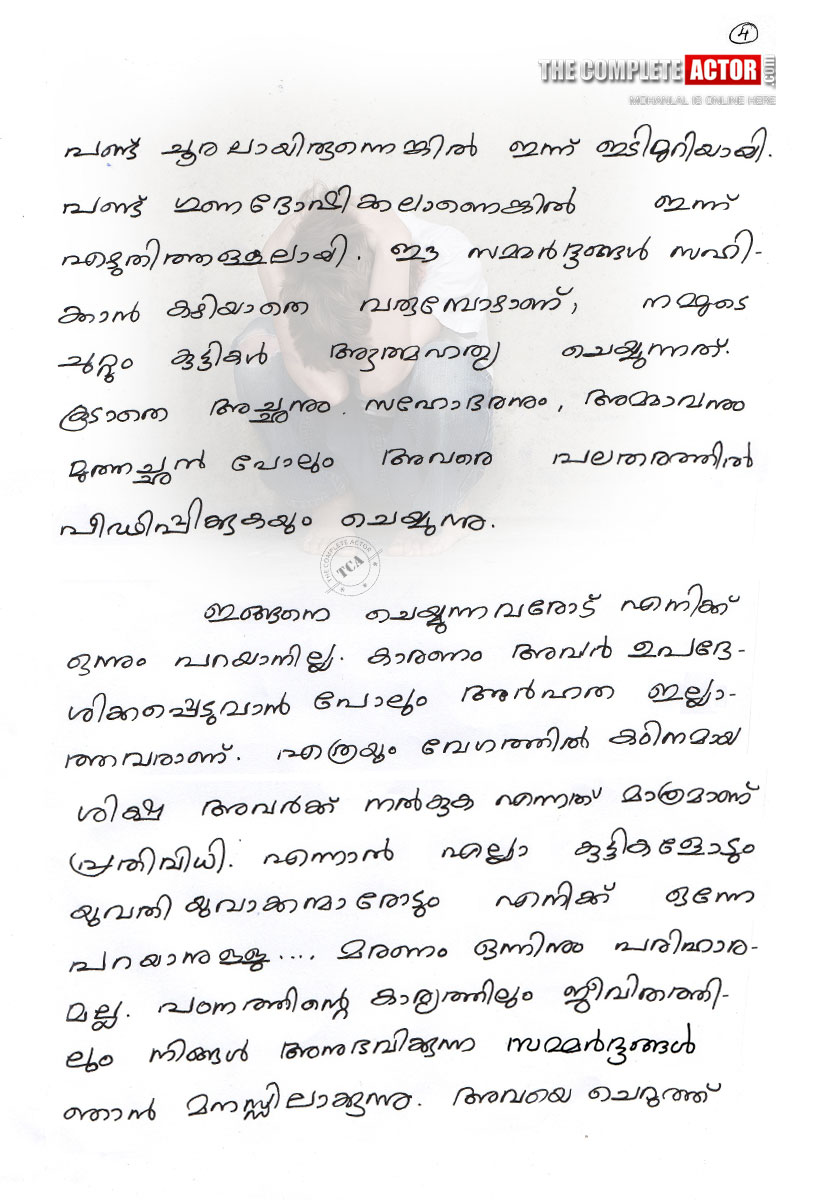 4
THE COMPLETE ACTOR .COM
MOHANLAL IS ONLINE HERE
പണ്ട് ചൂരലായിരുന്നെങ്കിൽ ഇന്ന് ഇടിമുറിയായി.
പണ്ട് ഗുണദോഷിക്കലാണെങ്കിൽ ഇന്ന്
എഴുതിത്തള്ളലായി. ഈ സമ്മർദ്ദങ്ങൾ സഹി-
ക്കാൻ കഴിയാതെ വരുമ്പോഴാണ്, നമ്മുടെ
ചുറ്റും കുട്ടികൾ ആത്മഹത്യ ചെയ്യുന്നത്.
കൂടാതെ അച്ഛനും. സഹോദരനും, അമ്മാവനും
മുത്തച്ഛൻ പോലും അവരെ പലതരത്തിൽ
പീഢിപ്പിക്കുകയും ചെയ്യുന്നു.
THE COMPLETE ACTOR
TCA
ഇങ്ങനെ ചെയ്യുന്നവരോട് എനിക്ക്
ഒന്നും പറയാനില്ല. കാരണം അവർ ഉപദേ-
ശിക്കപ്പെടുവാൻ പോലും അർഹത ഇല്ലാ-
ത്തവരാണ്. എത്രയും വേഗത്തിൽ കഠിനമായ
ശിക്ഷ അവർക്ക് നൽകുക എന്നത് മാത്രമാണ്
പ്രതിവിധി. എന്നാൽ എല്ലാ കുട്ടികളോടും
യുവതി യുവാക്കന്മാരോടും എനിക്ക് ഒന്നേ
പറയാനുള്ളു.... മരണം ഒന്നിനും പരിഹാര-
മല്ല. പഠനത്തിന്റെ കാര്യത്തിലും ജീവിതത്തി-
ലും നിങ്ങൾ അനുഭവിക്കുന്ന സമ്മർദ്ദങ്ങൾ
ഞാൻ മനസ്സിലാക്കുന്നു. അവയെ ചെറുത്ത്